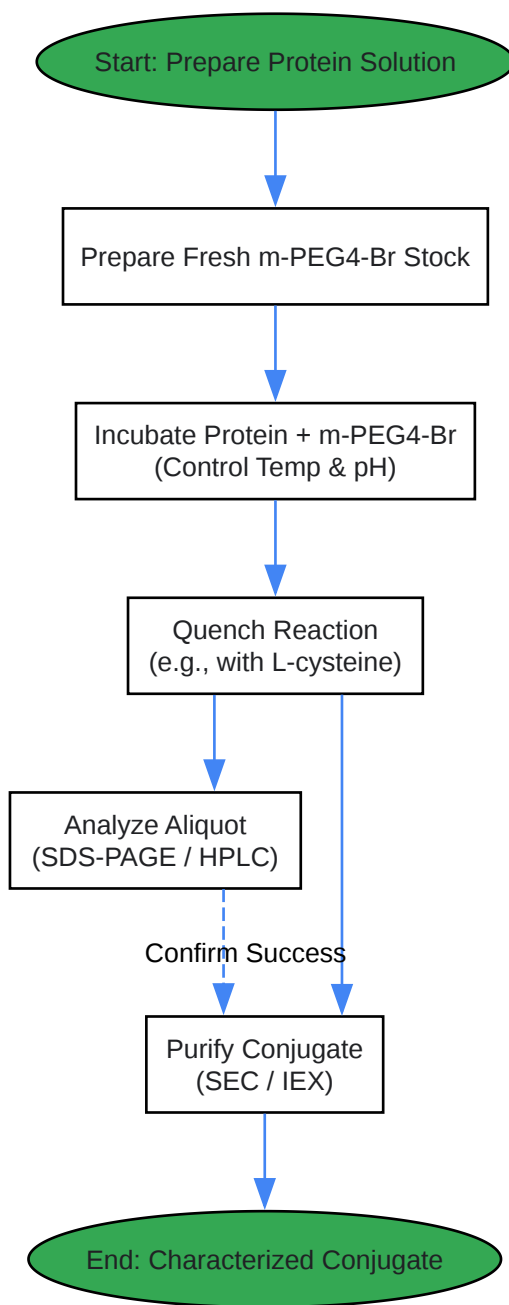 Start: Prepare Protein Solution
Prepare Fresh m-PEG4-Br Stock
Incubate Protein + m-PEG4-Br
(Control Temp & pH)
Quench Reaction
(e.g., with L-cysteine)
Analyze Aliquot
(SDS-PAGE / HPLC)
Confirm Success
Purify Conjugate
(SEC / IEX)
End: Characterized Conjugate